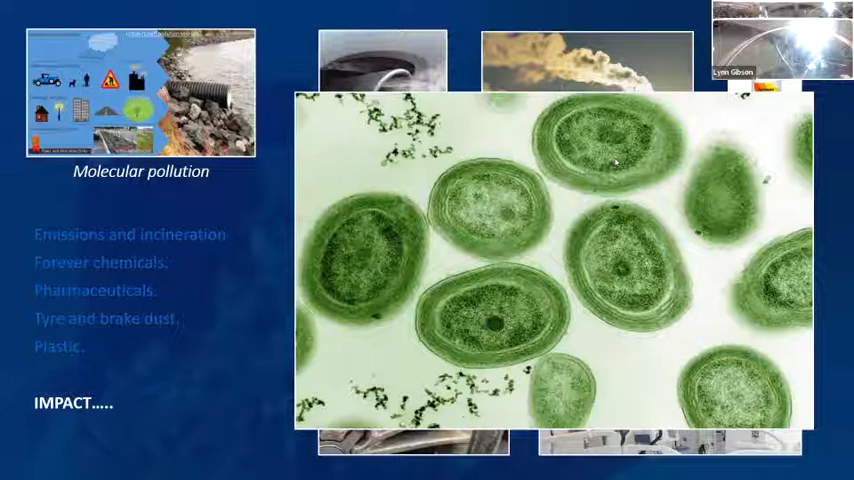 Molecular pollution
Emissions and incineration
Forever chemicals.
Pharmaceuticals.
Tyre and brake dust.
Plastic.
IMPACT.....
Lynn Gibson